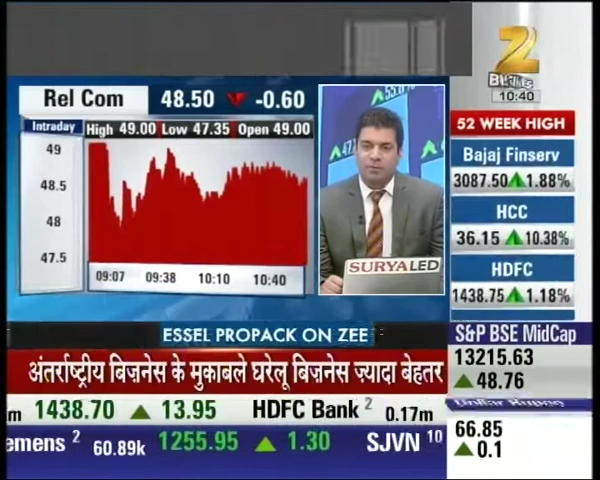 Rel Com 48.50 -0.60
Intraday High 49.00 Low 47.35 Open 49.00
49
48.5
48
47.5
09:07 09:38 10:10 10:40
55.0
47.
SURYA LED
Z
10:40
52 WEEK HIGH
Bajaj Finserv
3087.50 1.88%
HCC
36.15 10.38%
HDFC
1438.75 1.18%
ESSEL PROPACK ON ZEE
अंतर्राष्ट्रीय बिज़नेस के मुकाबले घरेलू बिज़नेस ज्यादा बेहतर
S&P BSE MidCap
13215.63
48.76
m 1438.70 13.95 HDFC Bank 2 0.17m
emens 2 60.89k 1255.95 1.30 SJVN 10
66.85
0.1